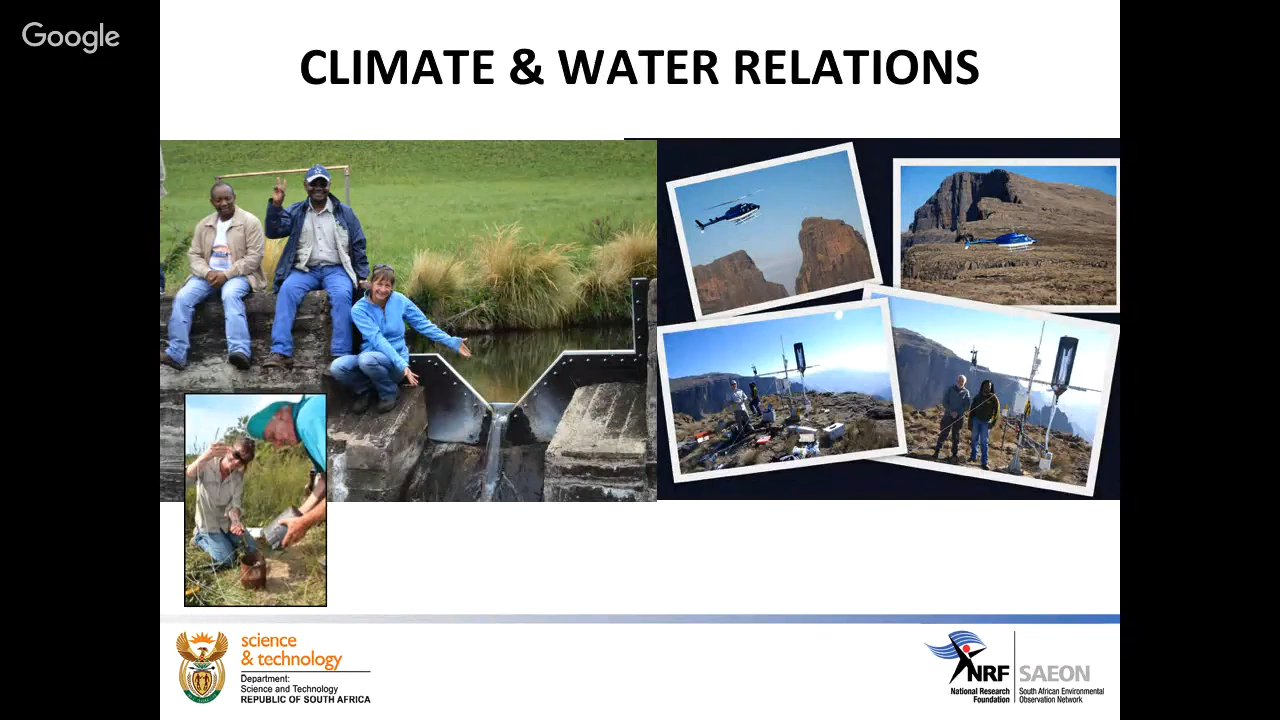 Google
CLIMATE & WATER RELATIONS
science
& technology
Department:
Science and Technology
REPUBLIC OF SOUTH AFRICA
NRF
National Research
Foundation
SAEON
South African Environmental
Observation Network